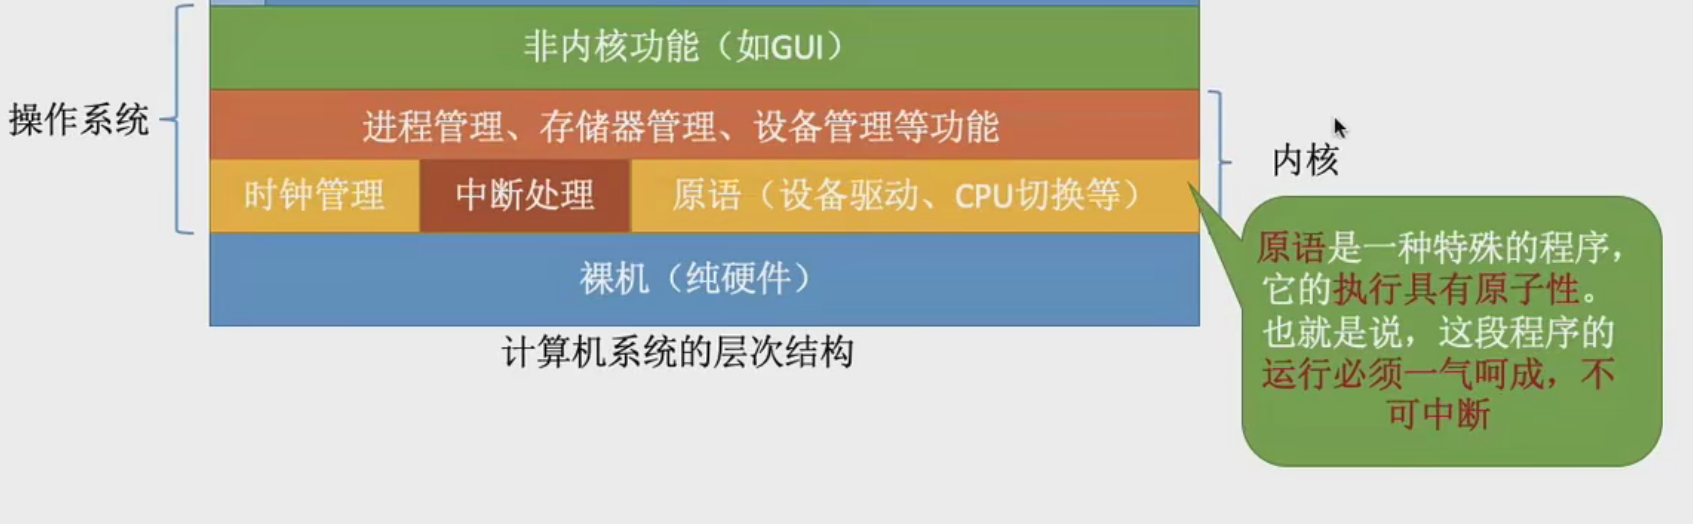 非内核功能（如GUI）
操作系统
进程管理、存储器管理、设备管理等功能
内核
时钟管理
中断处理
原语（设备驱动、CPU切换等）
裸机（纯硬件）
计算机系统的层次结构
原语是一种特殊的程序，
它的执行具有原子性。
也就是说，这段程序的
运行必须一气呵成，不
可中断